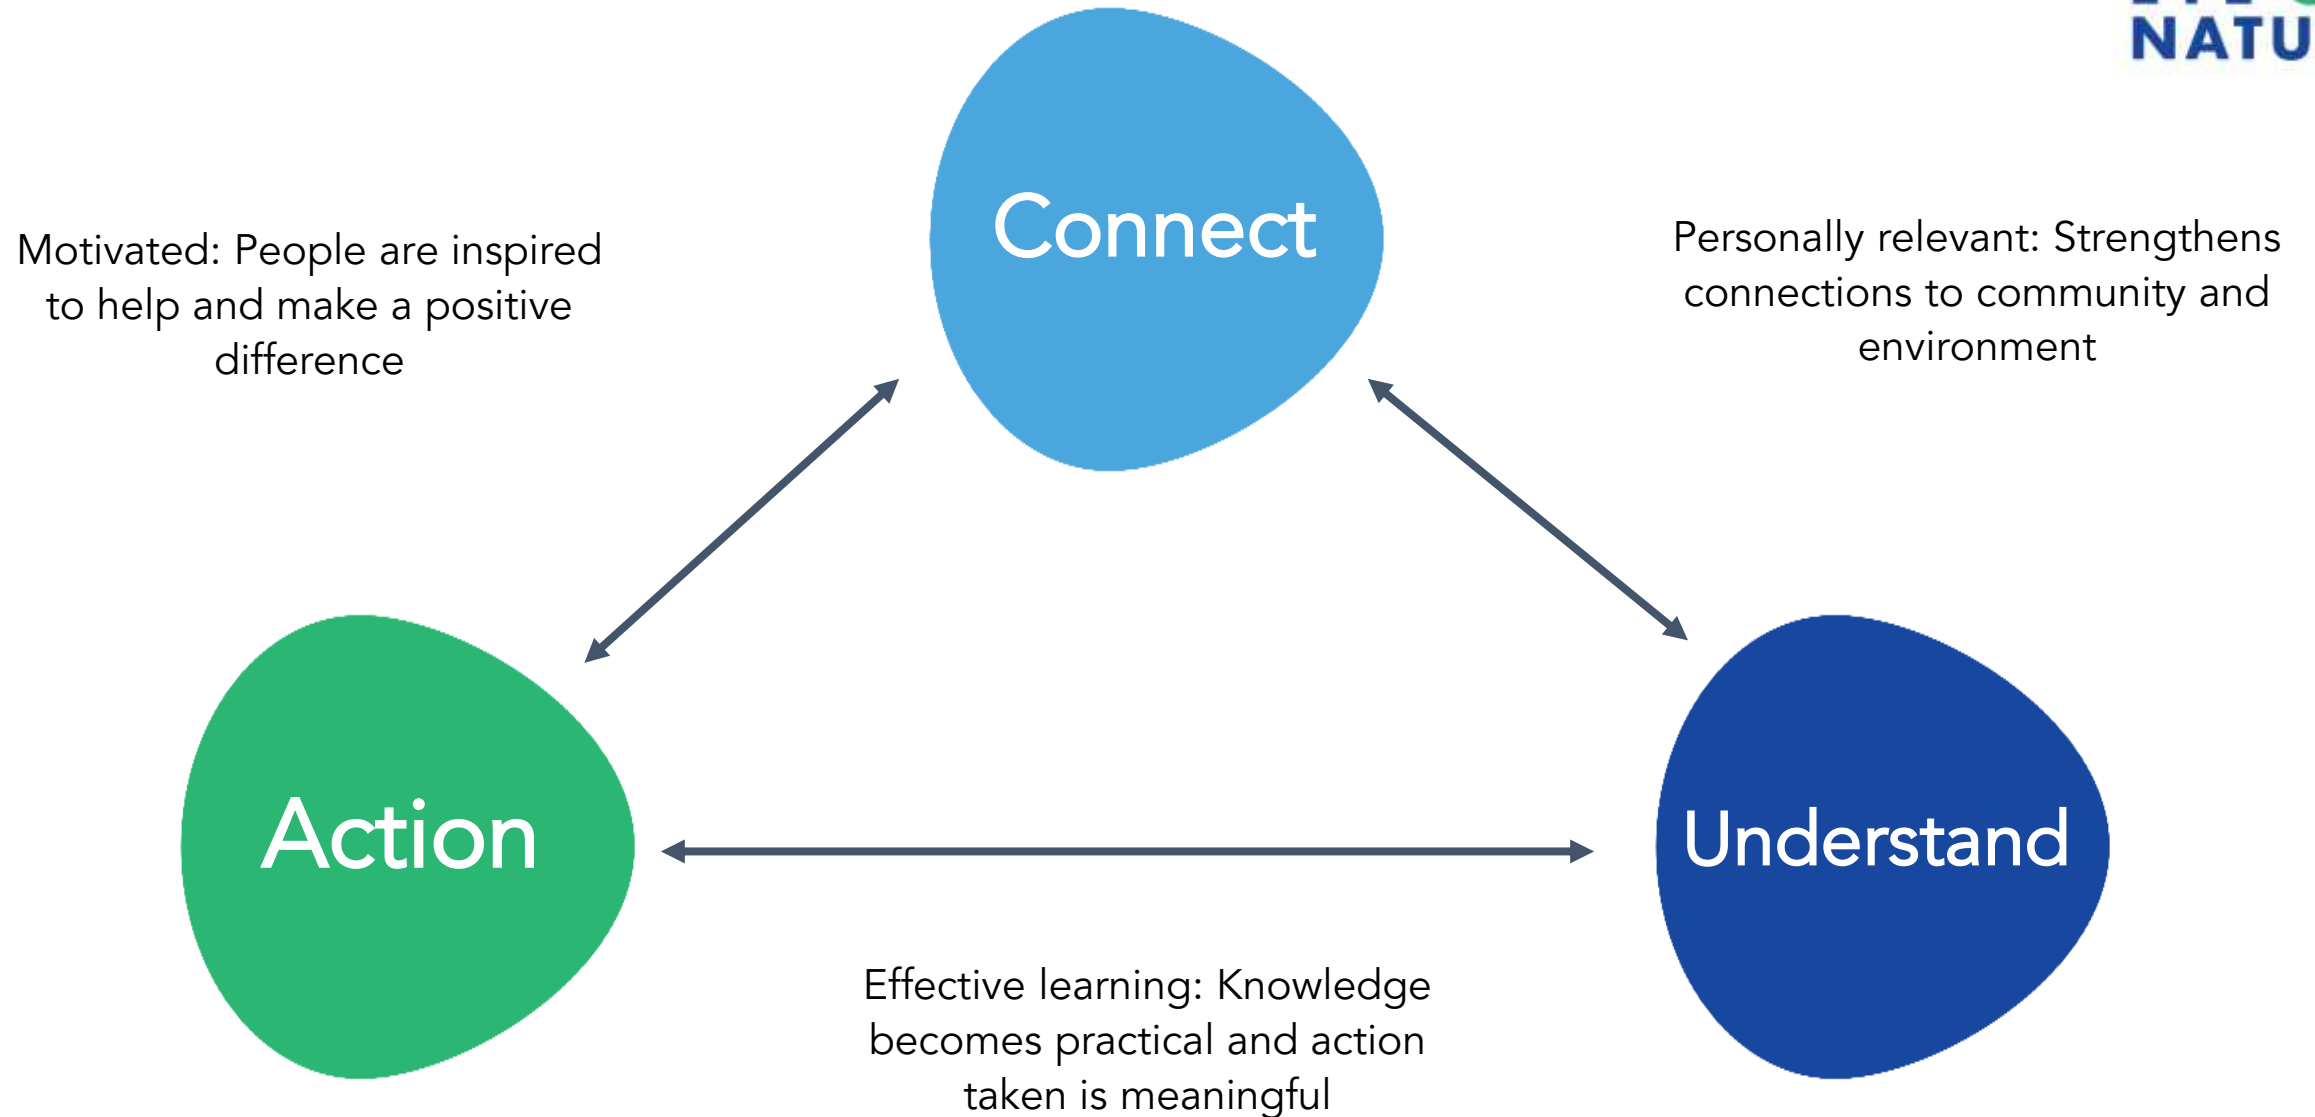 NATU
Connect
Motivated: People are inspired
to help and make a positive
difference
Personally relevant: Strengthens
connections to community and
environment
Action
Understand
Effective learning: Knowledge
becomes practical and action
taken is meaningful